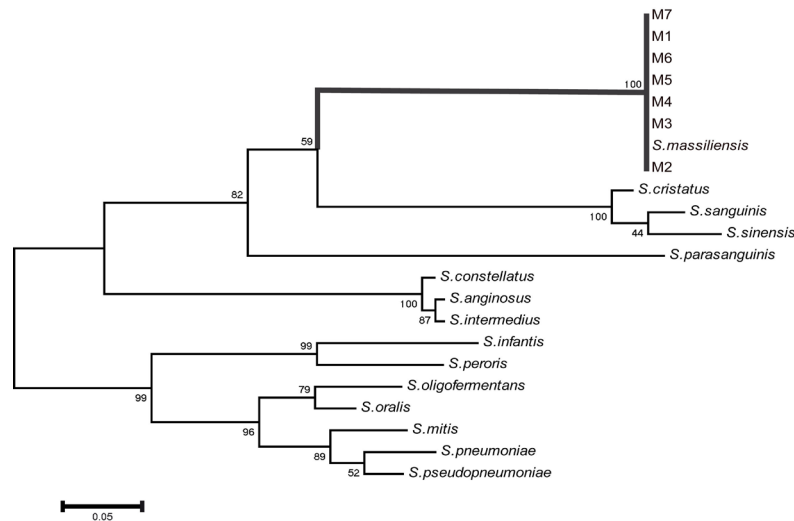 M7
M1
M6
M5
100
M4
M3
59
S.massiliensis
M2
82
S.cristatus
100
S.sanguinis
44
S.sinensis
S.parasanguinis
S.constellatus
100
S.anginosus
87
S.intermedius
99
S.infantis
S.peroris
99
79
S.oligofermentans
S.oralis
96
S.mitis
89
S.pneumoniae
52
S.pseudopneumoniae
0.05